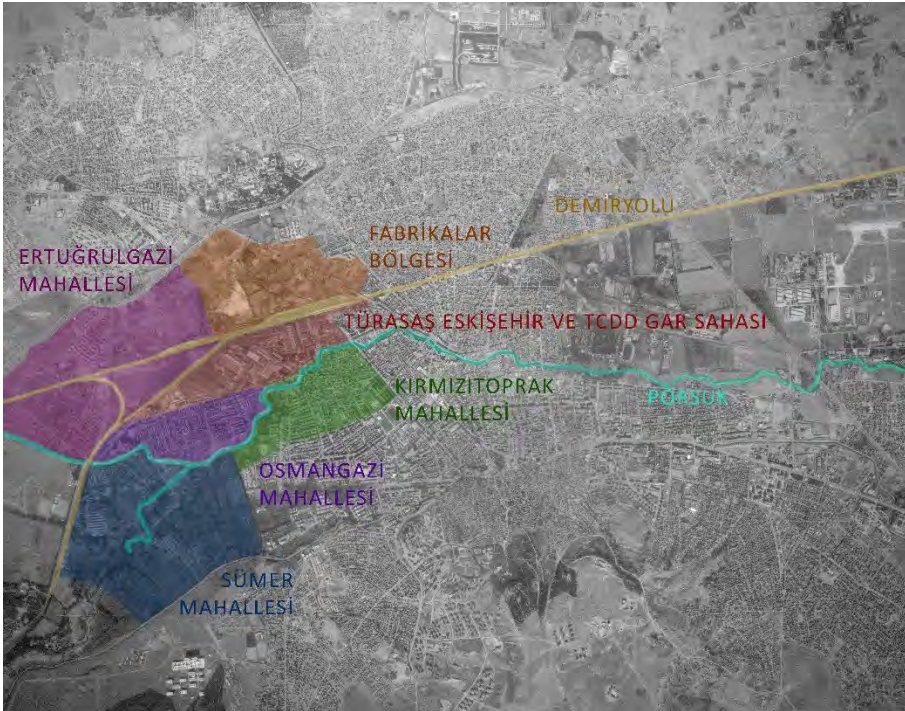 DEMİRYOLU
FABRİKALAR
BÖLGESİ
ERTUĞRULGAZİ
MAHALLESİ
TÜRASAŞ ESKİŞEHİR VE TCDD GAR SAHASI
KIRMIZITOPRAK
MAHALLESİ
PORSUK
OSMANGAZİ
MAHALLESİ
SÜMER
MAHALLESİ